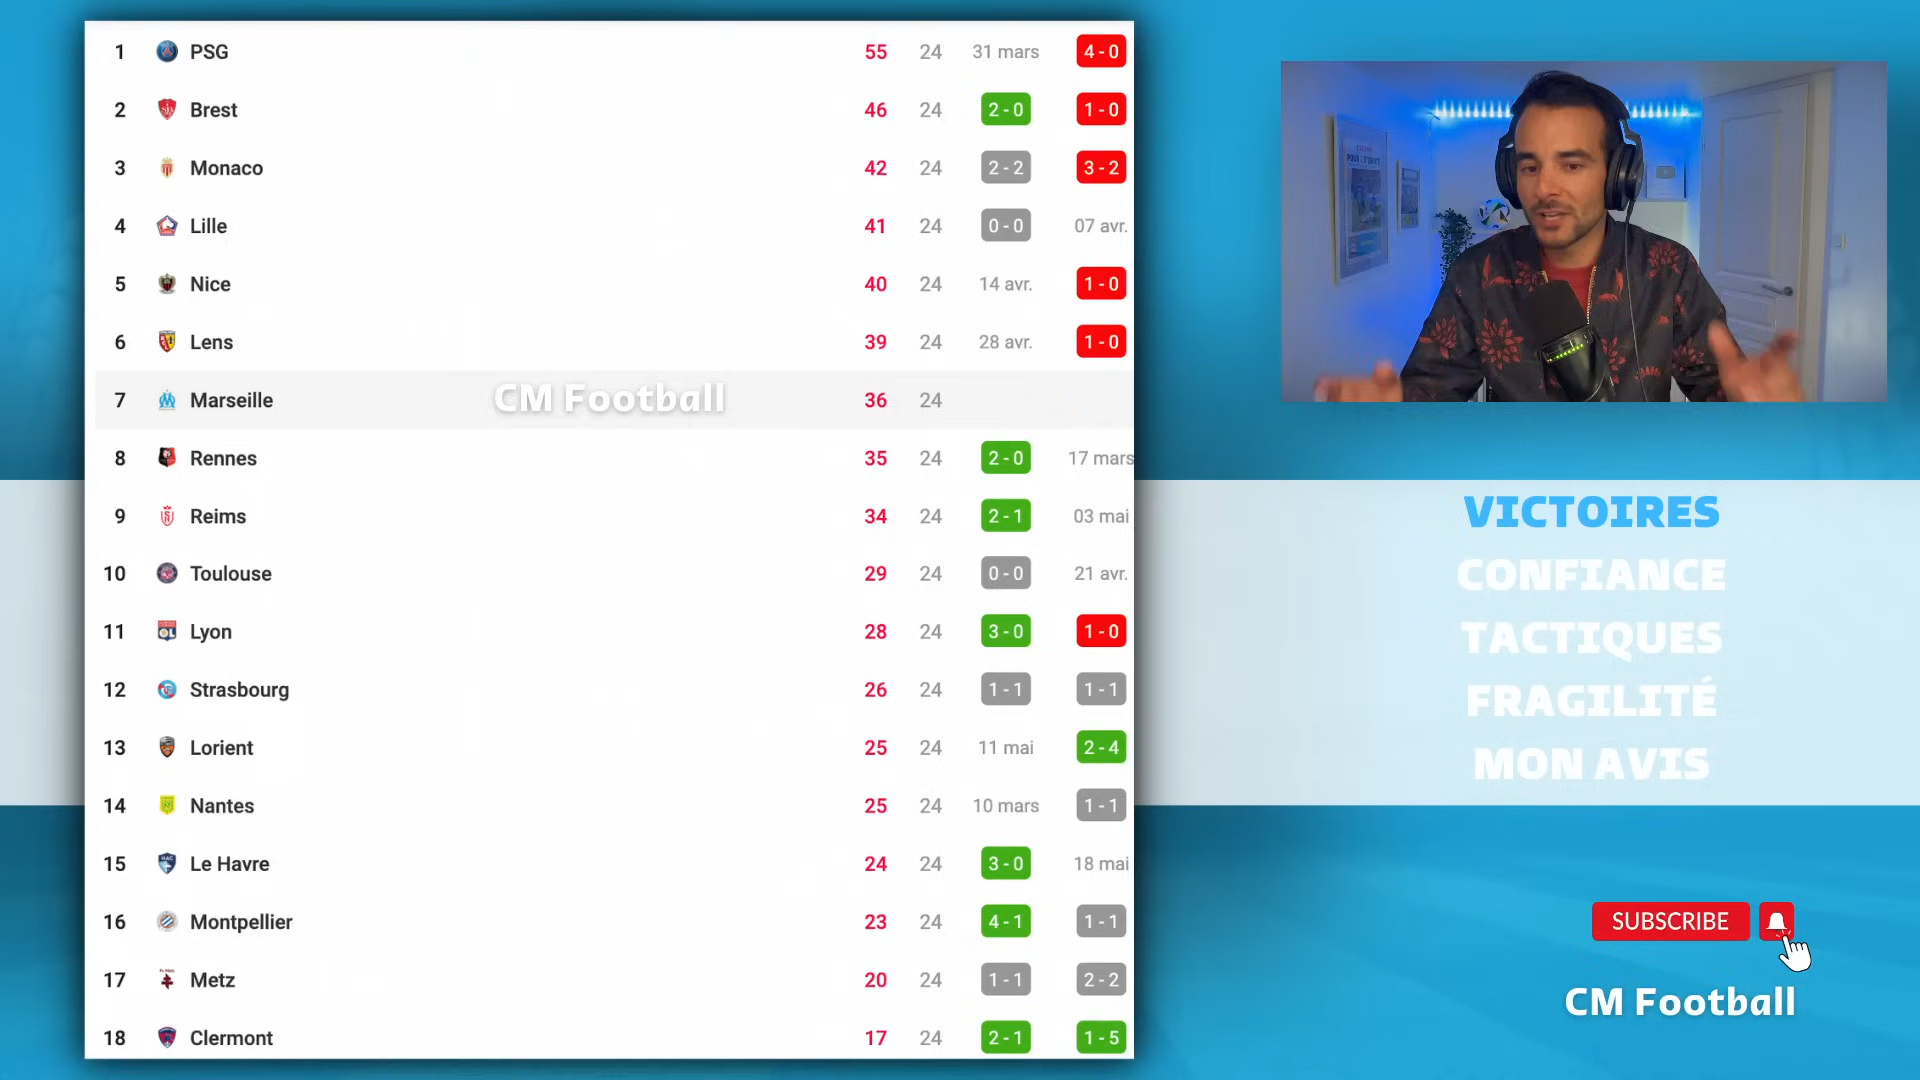 1 PSG 55 24 31 mars 4 - 0
2 Brest 46 24 2 - 0 1 - 0
3 Monaco 42 24 2 - 2 3 - 2
4 Lille 41 24 0 - 0 07 avr.
5 Nice 40 24 14 avr. 1 - 0
6 Lens 39 24 28 avr. 1 - 0
7 Marseille CM Football 36 24
8 Rennes 35 24 2 - 0 17 mars
9 Reims 34 24 2 - 1 03 mai
10 Toulouse 29 24 0 - 0 21 avr.
11 Lyon 28 24 3 - 0 1 - 0
12 Strasbourg 26 24 1 - 1 1 - 1
13 Lorient 25 24 11 mai 2 - 4
14 Nantes 25 24 10 mars 1 - 1
15 Le Havre 24 24 3 - 0 18 mai
16 Montpellier 23 24 4 - 1 1 - 1
17 Metz 20 24 1 - 1 2 - 2
18 Clermont 17 24 2 - 1 1 - 5
VICTOIRES
CONFIANCE
TACTIQUES
FRAGILITÉ
MON AVIS
SUBSCRIBE
CM Football